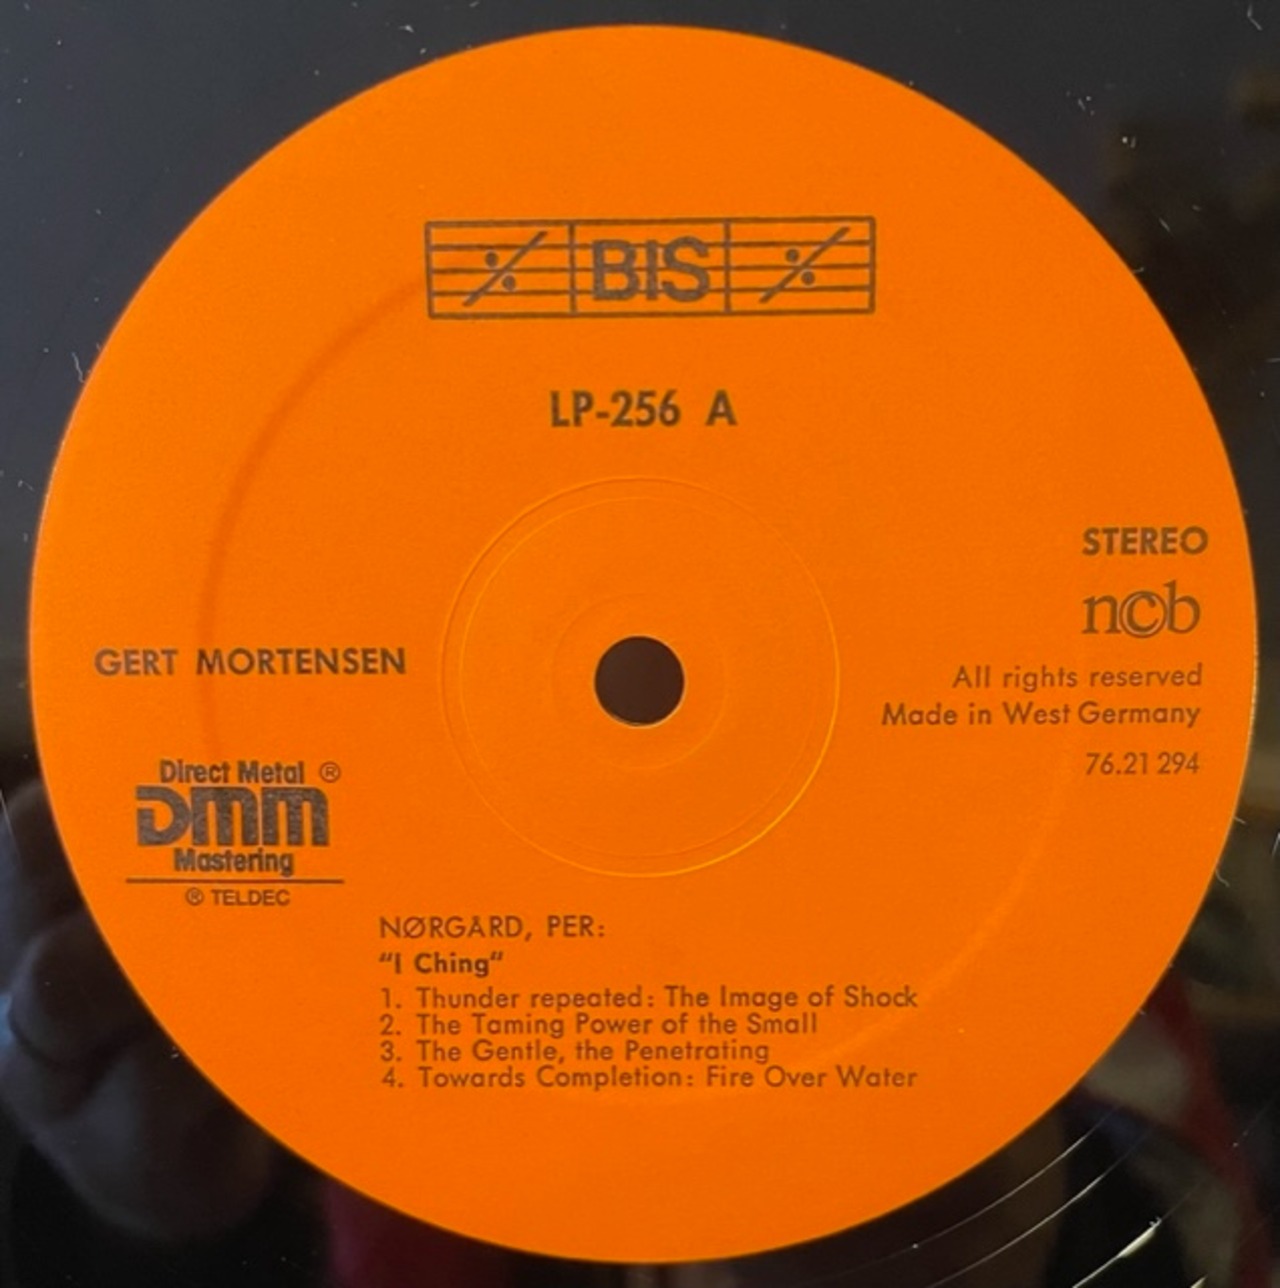 BIS
LP-256 A
STEREO
ncb
GERT MORTENSEN
All rights reserved
Made in West Germany
76.21 294
Direct Metal ®
DMM
Mastering
® TELDEC
NØRGÅRD, PER:
“I Ching“
1. Thunder repeated: The Image of Shock
2. The Taming Power of the Small
3. The Gentle, the Penetrating
4. Towards Completion: Fire Over Water